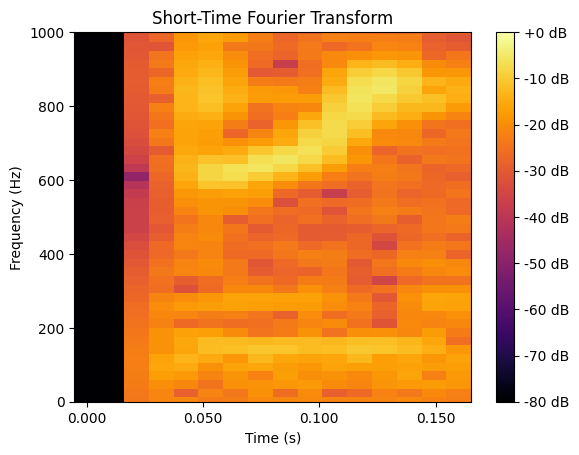 Short-Time Fourier Transform
1000
800
600
400
200
0
Frequency (Hz)
0.000
0.050
0.100
0.150
Time (s)
+0 dB
-10 dB
-20 dB
-30 dB
-40 dB
-50 dB
-60 dB
-70 dB
-80 dB